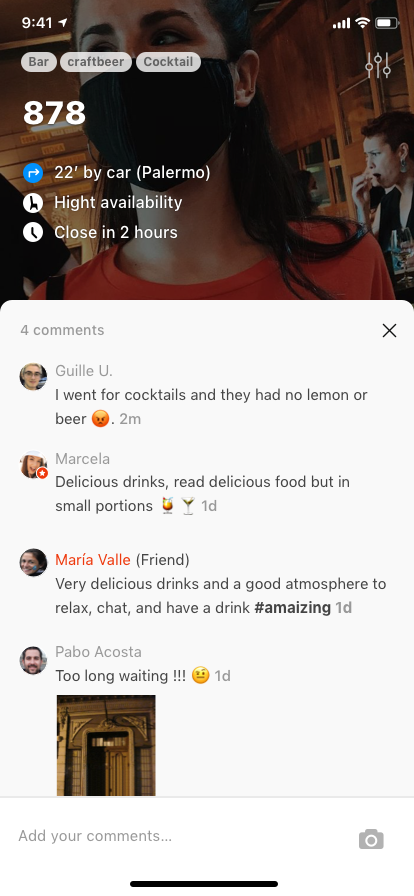 9:41
Bar craftbeer Cocktail
878
22’ by car (Palermo)
Hight availability
Close in 2 hours
4 comments
Guille U.
I went for cocktails and they had no lemon or
beer 😡. 2m
Marcela
Delicious drinks, read delicious food but in
small portions 🍹 🍸 1d
María Valle (Friend)
Very delicious drinks and a good atmosphere to
relax, chat, and have a drink #amaizing 1d
Pabo Acosta
Too long waiting !!! 🤨 1d
Add your comments...